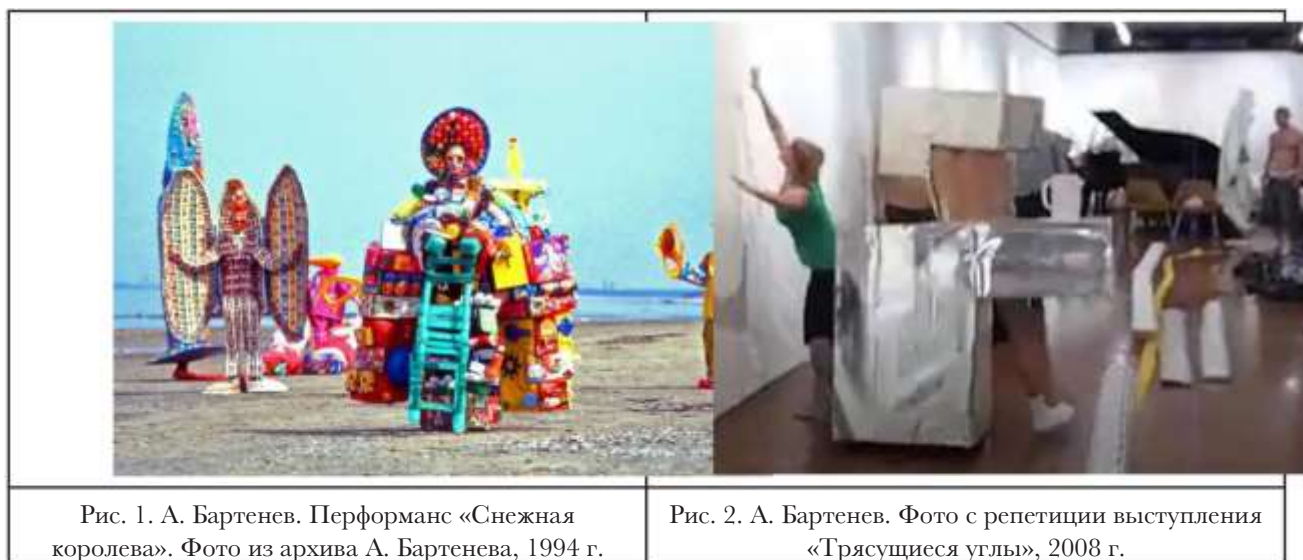 Рис. 1. А. Бартенев. Перформанс «Снежная
королева». Фото из архива А. Бартенева, 1994 г.
Рис. 2. А. Бартенев. Фото с репетиции выступления
«Трясущиеся углы», 2008 г.